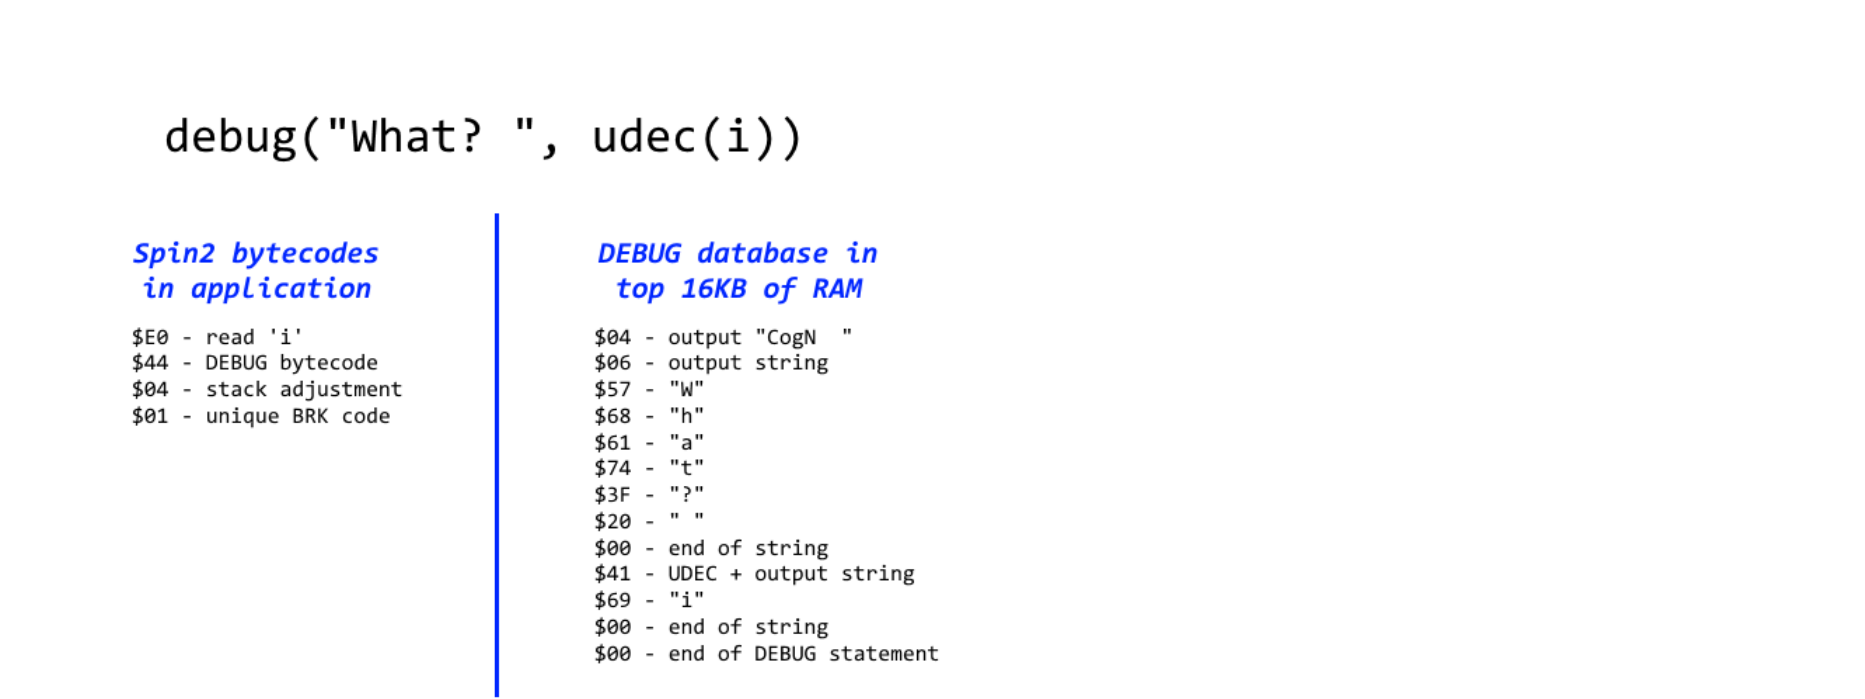 debug("What? ", udec(i))
Spin2 bytecodes
in application
$E0 - read 'i'
$44 - DEBUG bytecode
$04 - stack adjustment
$01 - unique BRK code
DEBUG database in
top 16KB of RAM
$04 - output "CogN  "
$06 - output string
$57 - "W"
$68 - "h"
$61 - "a"
$74 - "t"
$3F - "?"
$20 - " "
$00 - end of string
$41 - UDEC + output string
$69 - "i"
$00 - end of string
$00 - end of DEBUG statement